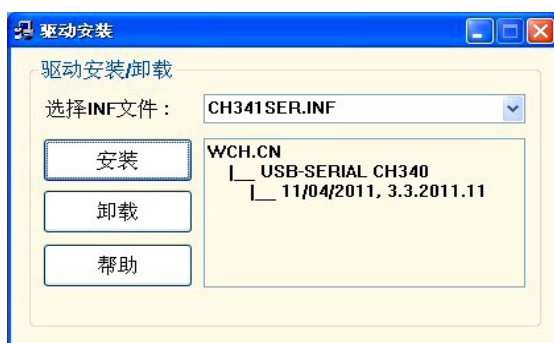 驱动安装
驱动安装/卸载
选择INF文件：
CH341SER.INF
安装
卸载
帮助
WCH.CN
|__ USB-SERIAL CH340
|__ 11/04/2011, 3.3.2011.11